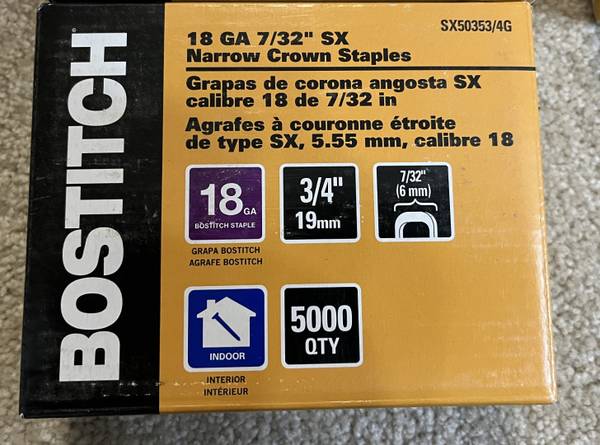 BOSTITCH
SX50353/4G
18 GA 7/32" SX
Narrow Crown Staples
Grapas de corona angosta SX
calibre 18 de 7/32 in
Agrafes à couronne étroite
de type SX, 5.55 mm, calibre 18
18 GA
BOSTITCH STAPLE
GRAPA BOSTITCH
AGRAFE BOSTITCH
3/4"
19mm
7/32"
(6 mm)
INDOOR
INTERIOR
INTÉRIEUR
5000
QTY